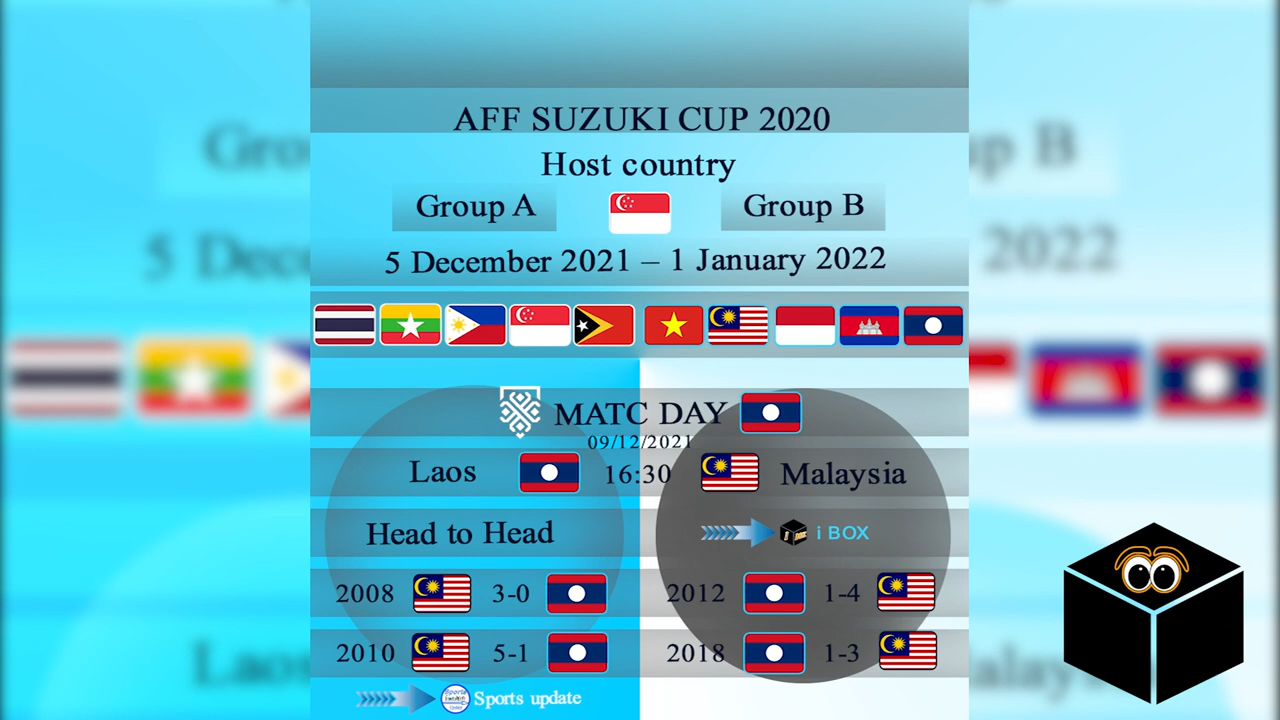 AFF SUZUKI CUP 2020
Host country
Group A Group B
5 December 2021 – 1 January 2022
MATC DAY
09/12/2021
Laos 16:30 Malaysia
Head to Head i BOX
2008 3-0 2012 1-4
2010 5-1 2018 1-3
Sports update